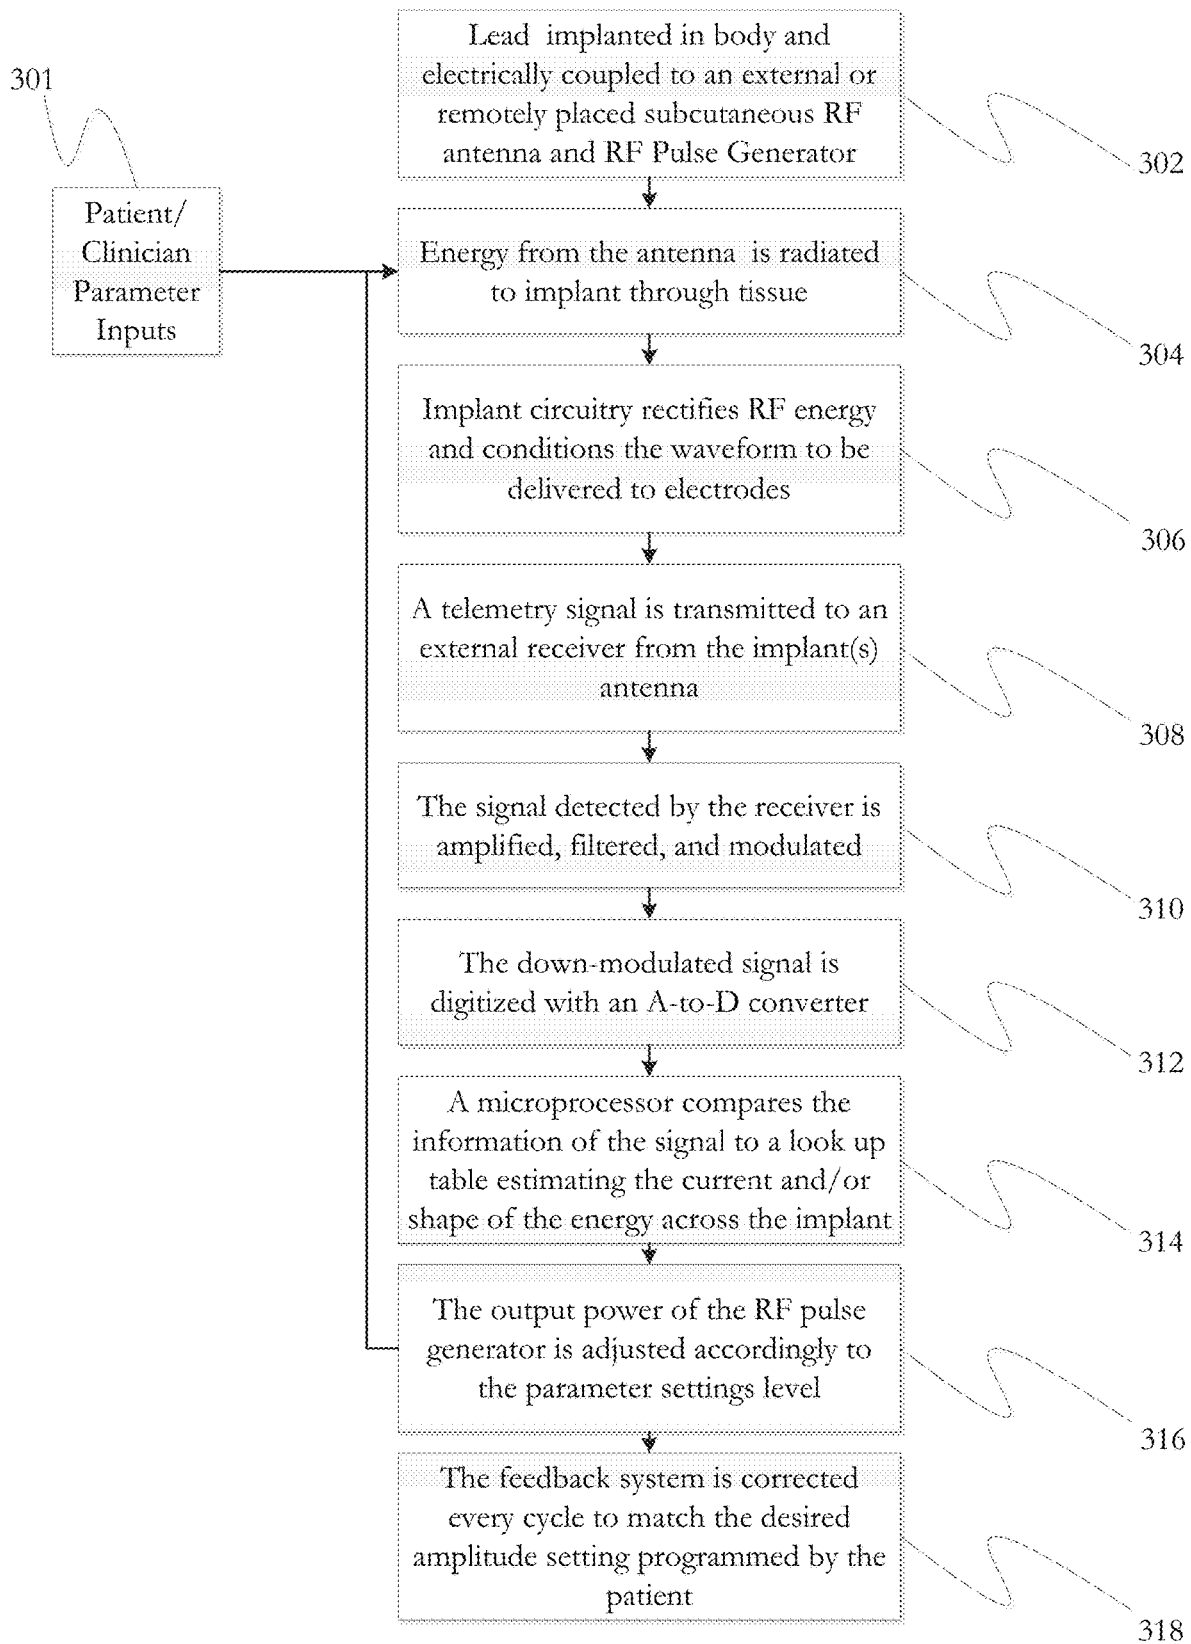 301
Patient/
Clinician
Parameter
Inputs
Lead implanted in body and
electrically coupled to an external or
remotely placed subcutaneous RF
antenna and RF Pulse Generator
302
Energy from the antenna is radiated
to implant through tissue
304
Implant circuitry rectifies RF energy
and conditions the waveform to be
delivered to electrodes
306
A telemetry signal is transmitted to an
external receiver from the implant(s)
antenna
308
The signal detected by the receiver is
amplified, filtered, and modulated
310
The down-modulated signal is
digitized with an A-to-D converter
312
A microprocessor compares the
information of the signal to a look up
table estimating the current and/or
shape of the energy across the implant
314
The output power of the RF pulse
generator is adjusted accordingly to
the parameter settings level
316
The feedback system is corrected
every cycle to match the desired
amplitude setting programmed by the
patient
318